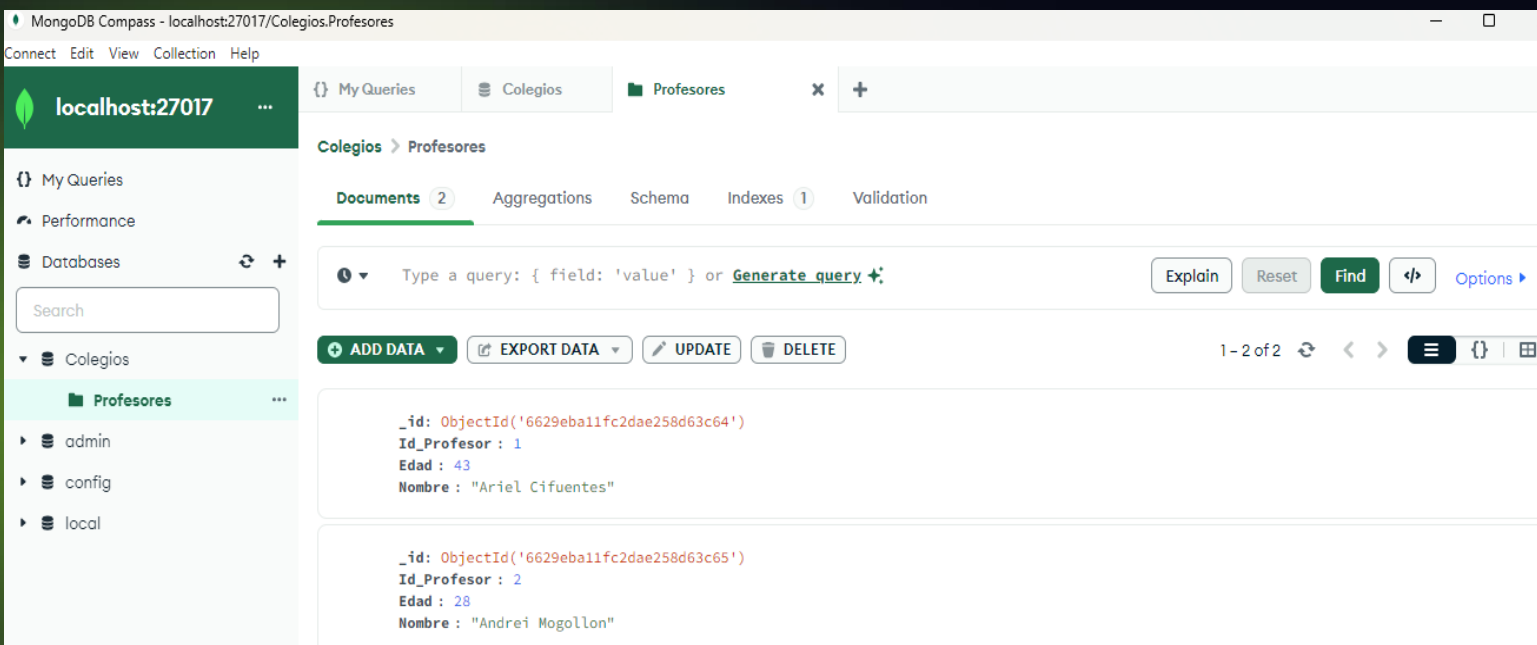 MongoDB Compass - localhost:27017/Colegios.Profesores
Connect Edit View Collection Help
localhost:27017 ...
{} My Queries
Performance
Databases
Search
Colegios
Profesores ...
admin
config
local
{} My Queries Colegios Profesores
Colegios > Profesores
Documents 2 Aggregations Schema Indexes 1 Validation
Type a query: { field: 'value' } or Generate query
Explain Reset Find </> Options
ADD DATA EXPORT DATA UPDATE DELETE
1 – 2 of 2 {}
_id: ObjectId('6629eba11fc2dae258d63c64')
Id_Profesor : 1
Edad : 43
Nombre : "Ariel Cifuentes"
_id: ObjectId('6629eba11fc2dae258d63c65')
Id_Profesor : 2
Edad : 28
Nombre : "Andrei Mogollon"